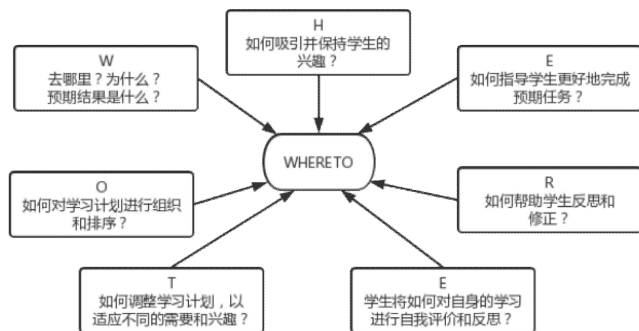 W
去哪里？为什么？
预期结果是什么？
H
如何吸引并保持学生的
兴趣？
E
如何指导学生更好地完成
预期任务？
WHERETO
O
如何对学习计划进行组织
和排序？
R
如何帮助学生反思和
修正？
T
如何调整学习计划，以
适应不同的需要和兴趣？
E
学生将如何对自身的学习
进行自我评价和反思？